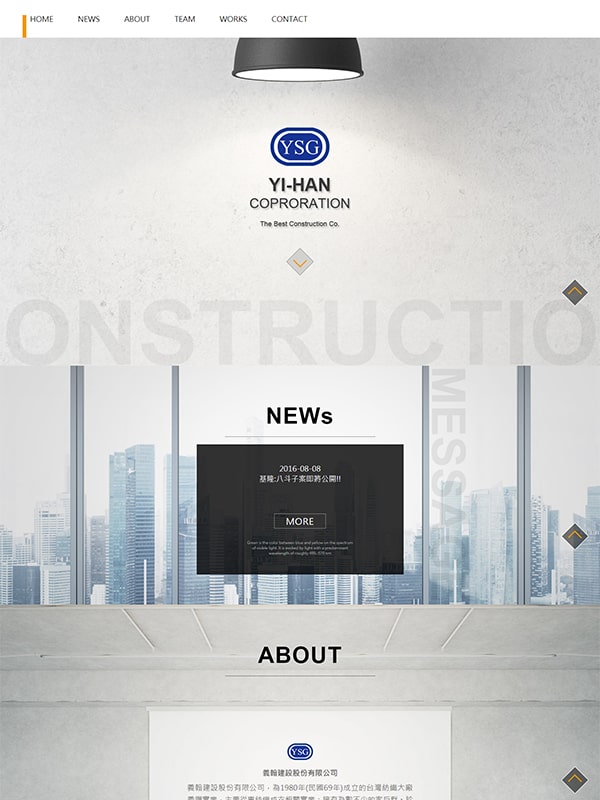 HOME NEWS ABOUT TEAM WORKS CONTACT
YSG
YI-HAN
COPRORATION
The Best Construction Co.
ONSTRUCTIO
MESSA
NEWs
2016-08-08
基隆:八斗子案即將公開!!
MORE
Green is the color between blue and yellow on the spectrum
of visible light. It is evoked by light with a predominant
wavelength of roughly 495–570 nm.
ABOUT
YSG
義翰建設股份有限公司
義翰建設股份有限公司，為1980年(民國69年)成立的台灣紡織大廠